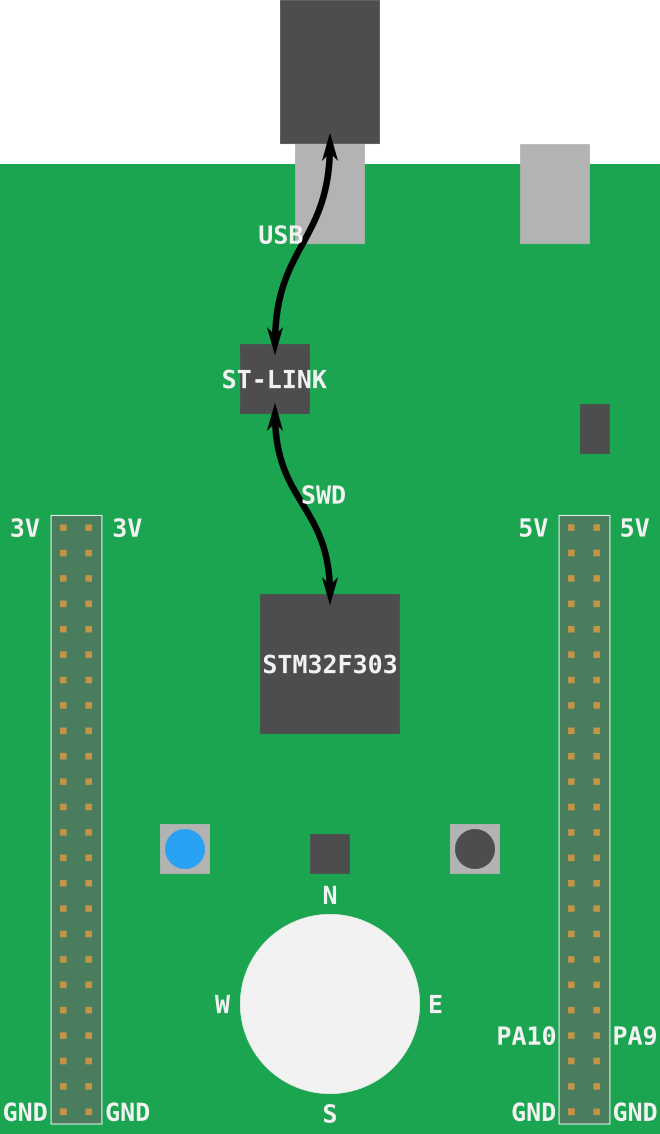 USB
ST-LINK
SWD
3V 3V 5V 5V
STM32F303
N
W E
PA10 PA9
GND GND S GND GND